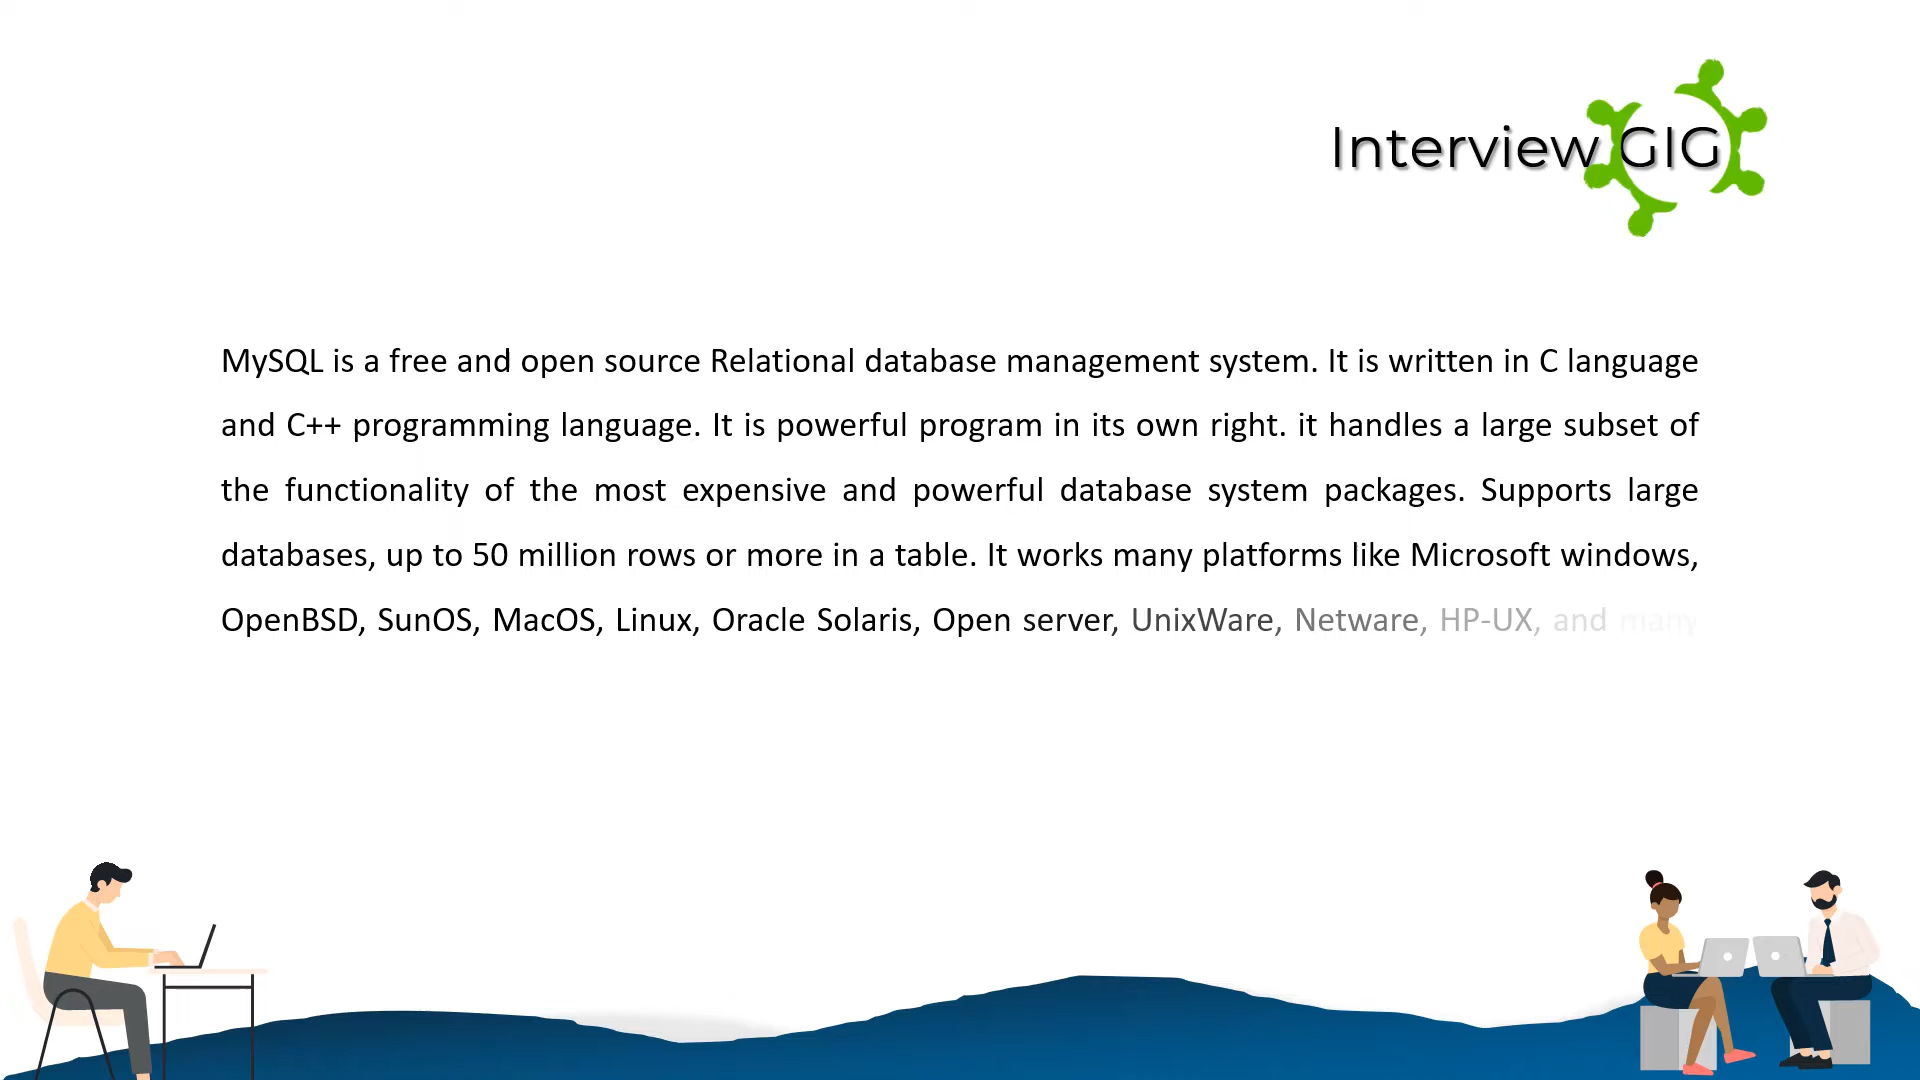 Interview GIG
MySQL is a free and open source Relational database management system. It is written in C language
and C++ programming language. It is powerful program in its own right. it handles a large subset of
the functionality of the most expensive and powerful database system packages. Supports large
databases, up to 50 million rows or more in a table. It works many platforms like Microsoft windows,
OpenBSD, SunOS, MacOS, Linux, Oracle Solaris, Open server, UnixWare, Netware, HP-UX, and many